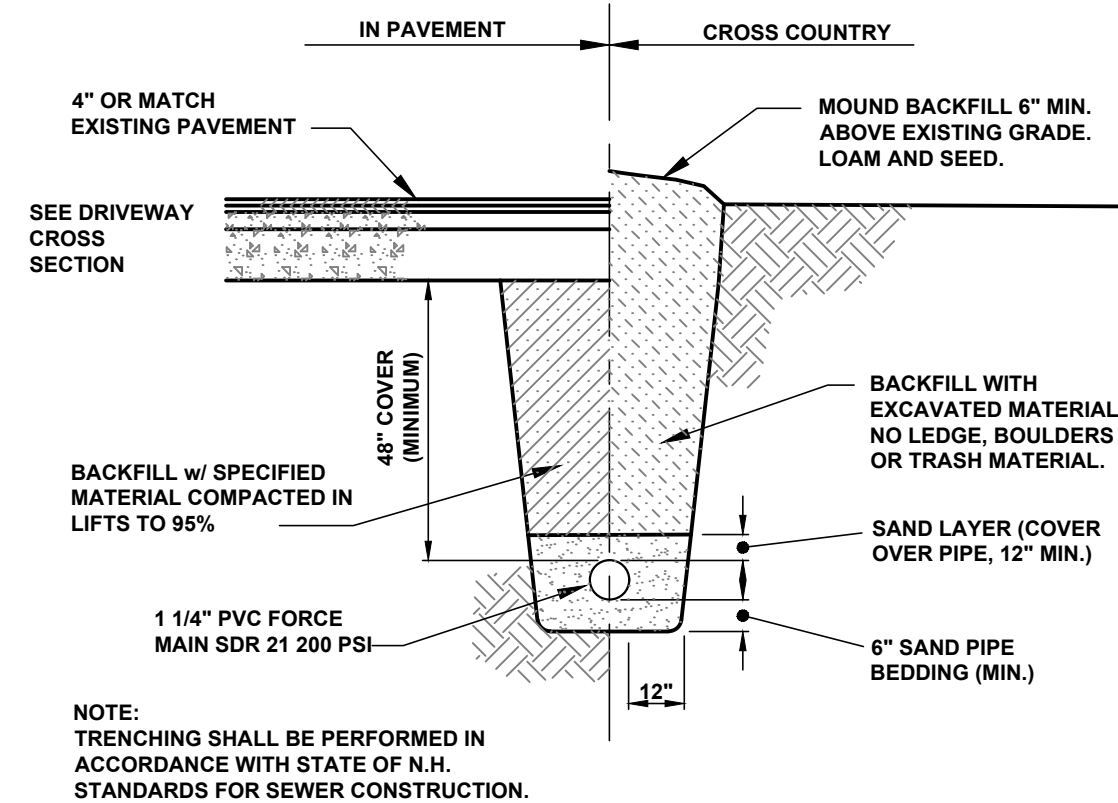 IN PAVEMENT
CROSS COUNTRY
4" OR MATCH
EXISTING PAVEMENT
MOUND BACKFILL 6" MIN.
ABOVE EXISTING GRADE.
LOAM AND SEED.
SEE DRIVEWAY
CROSS
SECTION
48" COVER
(MINIMUM)
BACKFILL WITH
EXCAVATED MATERIAL
NO LEDGE, BOULDERS
OR TRASH MATERIAL.
BACKFILL w/ SPECIFIED
MATERIAL COMPACTED IN
LIFTS TO 95%
SAND LAYER (COVER
OVER PIPE, 12" MIN.)
1 1/4" PVC FORCE
MAIN SDR 21 200 PSI
6" SAND PIPE
BEDDING (MIN.)
12"
NOTE:
TRENCHING SHALL BE PERFORMED IN
ACCORDANCE WITH STATE OF N.H.
STANDARDS FOR SEWER CONSTRUCTION.